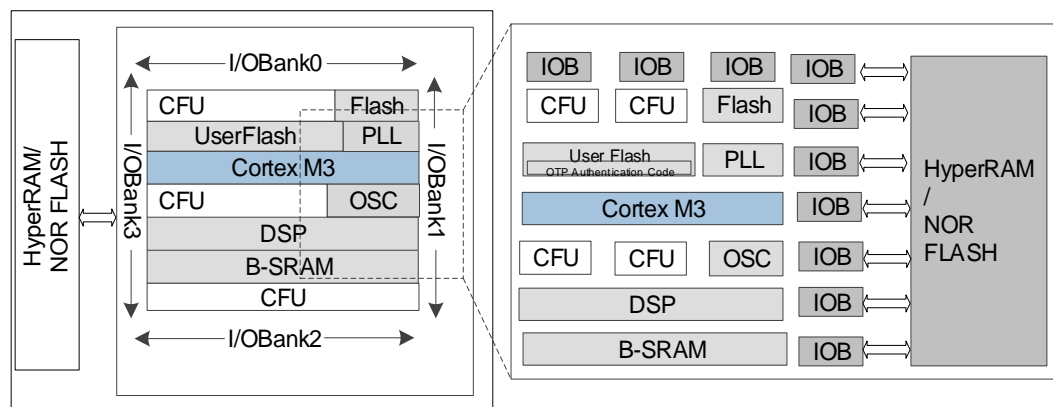 HyperRAM/
NOR FLASH
I/OBank0
I/OBank3
I/OBank1
I/OBank2
CFU
Flash
UserFlash
PLL
Cortex M3
CFU
OSC
DSP
B-SRAM
CFU
IOB IOB IOB IOB
CFU CFU Flash IOB
User Flash PLL IOB
OTP Authentication Code
Cortex M3 IOB
CFU CFU OSC IOB
DSP IOB
B-SRAM IOB
HyperRAM
/
NOR
FLASH